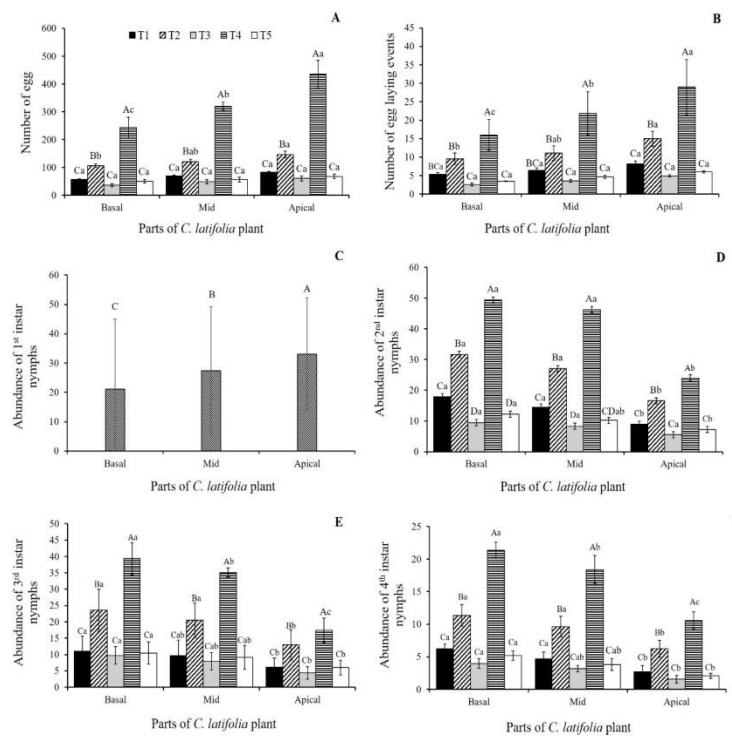 A
T1 T2 T3 T4 T5
Number of egg
600
500
400
300
200
100
0
Ca Bb Ca Ac Ca
Ca Bab Ca Ab Ca
Ca Ba Ca Aa Ca
Basal Mid Apical
Parts of C. latifolia plant
B
Number of egg laying events
45
40
35
30
25
20
15
10
5
0
BCa Bb Ca Ac Ca
BCa Bab Ca Ab Ca
Ca Ba Ca Aa Ca
Basal Mid Apical
Parts of C. latifolia plant
C
Abundance of 1st instar
nymphs
60
50
40
30
20
10
0
C B A
Basal Mid Apical
Parts of C. latifolia plant
D
Abundance of 2nd instar
nymphs
60
50
40
30
20
10
0
Ca Ba Da Aa Da
Ca Ba Da Aa CDab
Cb Bb Ca Ab Cb
Basal Mid Apical
Parts of C. latifolia plant
E
Abundance of 3rd instar
nymphs
50
45
40
35
30
25
20
15
10
5
0
Ca Ba Ca Aa Ca
Cab Ba Cab Ab Cab
Cb Bb Cb Ac Cb
Basal Mid Apical
Parts of C. latifolia plant
Abundance of 4th instar
nymphs
25
20
15
10
5
0
Ca Ba Ca Aa Ca
Ca Ba Cab Ab Cab
Cb Bb Cb Ac Cb
Basal Mid Apical
Parts of C. latifolia plant